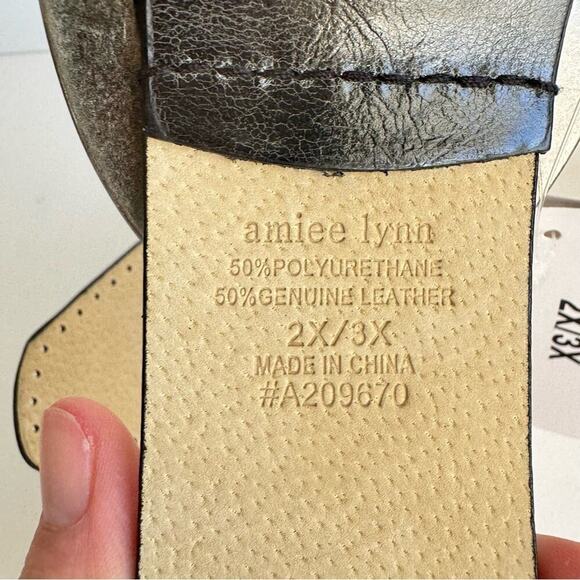 amiee lynn
50%POLYURETHANE
50%GENUINE LEATHER
2X/3X
MADE IN CHINA
#A209670
2X/3X